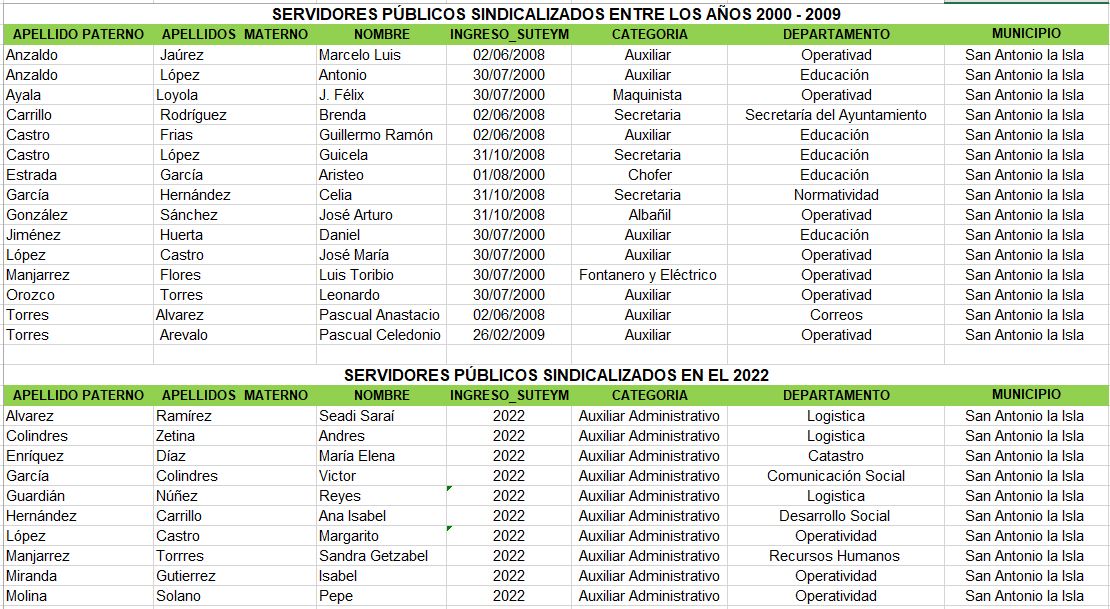 SERVIDORES PÚBLICOS SINDICALIZADOS ENTRE LOS AÑOS 2000 - 2009
APELLIDO PATERNO APELLIDOS MATERNO NOMBRE INGRESO_SUTEYM CATEGORIA DEPARTAMENTO MUNICIPIO
Anzaldo Jaúrez Marcelo Luis 02/06/2008 Auxiliar Operativad San Antonio la Isla
Anzaldo López Antonio 30/07/2000 Auxiliar Educación San Antonio la Isla
Ayala Loyola J. Félix 30/07/2000 Maquinista Operativad San Antonio la Isla
Carrillo Rodríguez Brenda 02/06/2008 Secretaria Secretaría del Ayuntamiento San Antonio la Isla
Castro Frias Guillermo Ramón 02/06/2008 Auxiliar Educación San Antonio la Isla
Castro López Guicela 31/10/2008 Secretaria Educación San Antonio la Isla
Estrada García Aristeo 01/08/2000 Chofer Educación San Antonio la Isla
García Hernández Celia 31/10/2008 Secretaria Normatividad San Antonio la Isla
González Sánchez José Arturo 31/10/2008 Albañil Operativad San Antonio la Isla
Jiménez Huerta Daniel 30/07/2000 Auxiliar Educación San Antonio la Isla
López Castro José María 30/07/2000 Auxiliar Operativad San Antonio la Isla
Manjarrez Flores Luis Toribio 30/07/2000 Fontanero y Eléctrico Operativad San Antonio la Isla
Orozco Torres Leonardo 30/07/2000 Auxiliar Operativad San Antonio la Isla
Torres Alvarez Pascual Anastacio 02/06/2008 Auxiliar Correos San Antonio la Isla
Torres Arevalo Pascual Celedonio 26/02/2009 Auxiliar Operativad San Antonio la Isla
SERVIDORES PÚBLICOS SINDICALIZADOS EN EL 2022
APELLIDO PATERNO APELLIDOS MATERNO NOMBRE INGRESO_SUTEYM CATEGORIA DEPARTAMENTO MUNICIPIO
Alvarez Ramírez Seadi Saraí 2022 Auxiliar Administrativo Logistica San Antonio la Isla
Colindres Zetina Andres 2022 Auxiliar Administrativo Logistica San Antonio la Isla
Enríquez Díaz María Elena 2022 Auxiliar Administrativo Catastro San Antonio la Isla
García Colindres Victor 2022 Auxiliar Administrativo Comunicación Social San Antonio la Isla
Guardián Núñez Reyes 2022 Auxiliar Administrativo Logistica San Antonio la Isla
Hernández Carrillo Ana Isabel 2022 Auxiliar Administrativo Desarrollo Social San Antonio la Isla
López Castro Margarito 2022 Auxiliar Administrativo Operatividad San Antonio la Isla
Manjarrez Torrres Sandra Getzabel 2022 Auxiliar Administrativo Recursos Humanos San Antonio la Isla
Miranda Gutierrez Isabel 2022 Auxiliar Administrativo Operatividad San Antonio la Isla
Molina Solano Pepe 2022 Auxiliar Administrativo Operatividad San Antonio la Isla